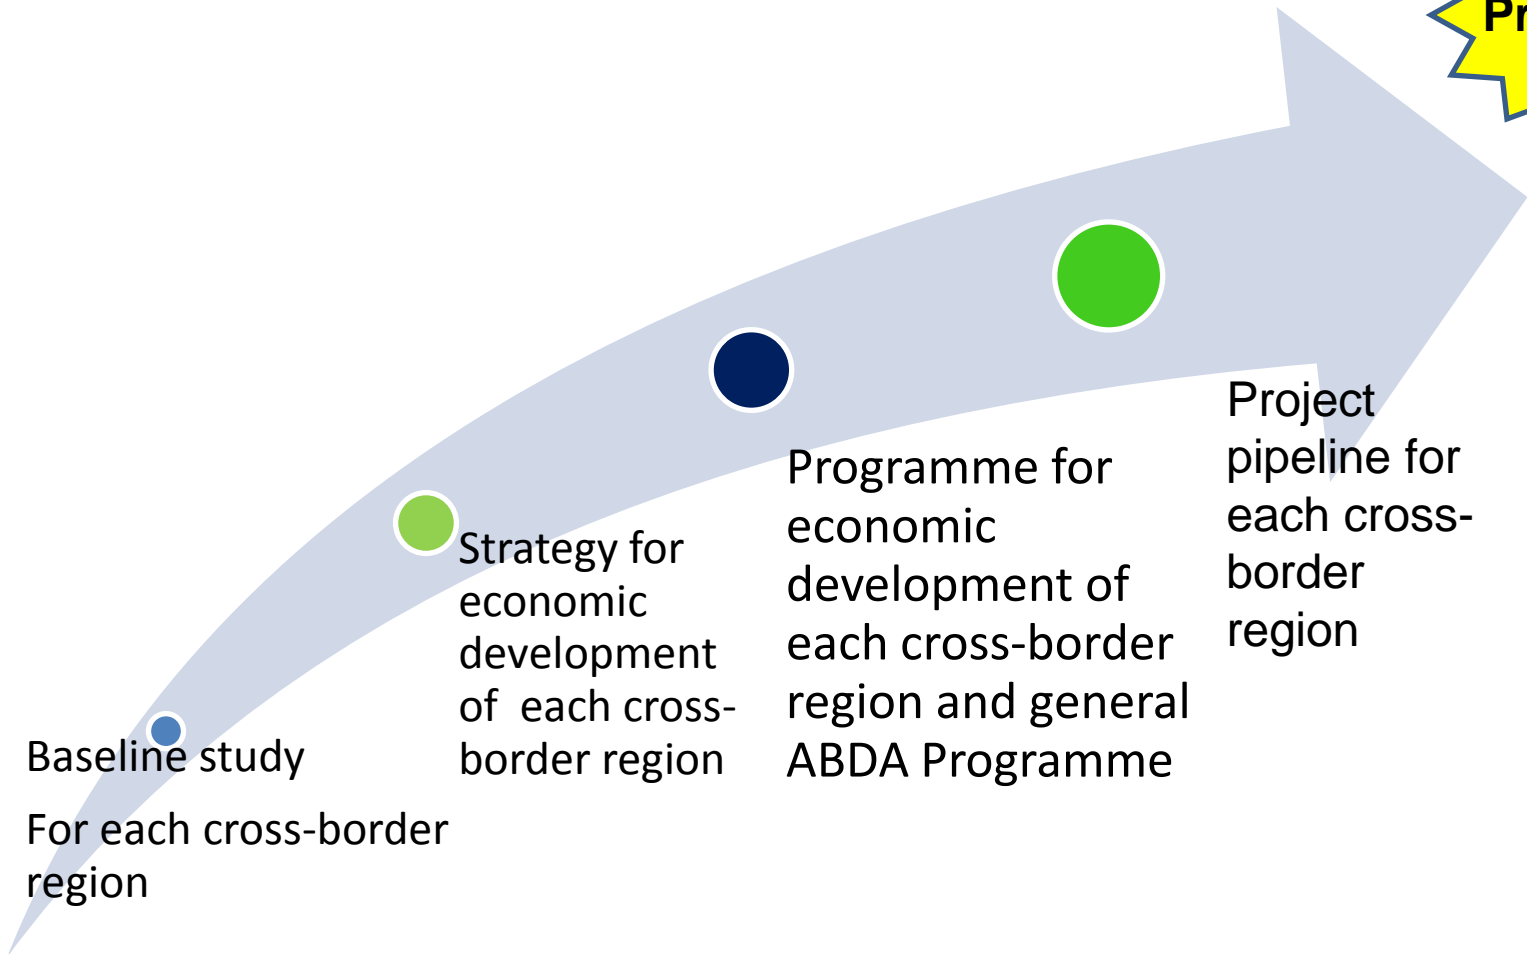 Baseline study
For each cross-border
region
Strategy for
economic
development
of  each cross-
border region
Programme for
economic
development of
each cross-border
region and general
ABDA Programme
Project
pipeline for
each cross-
border
region